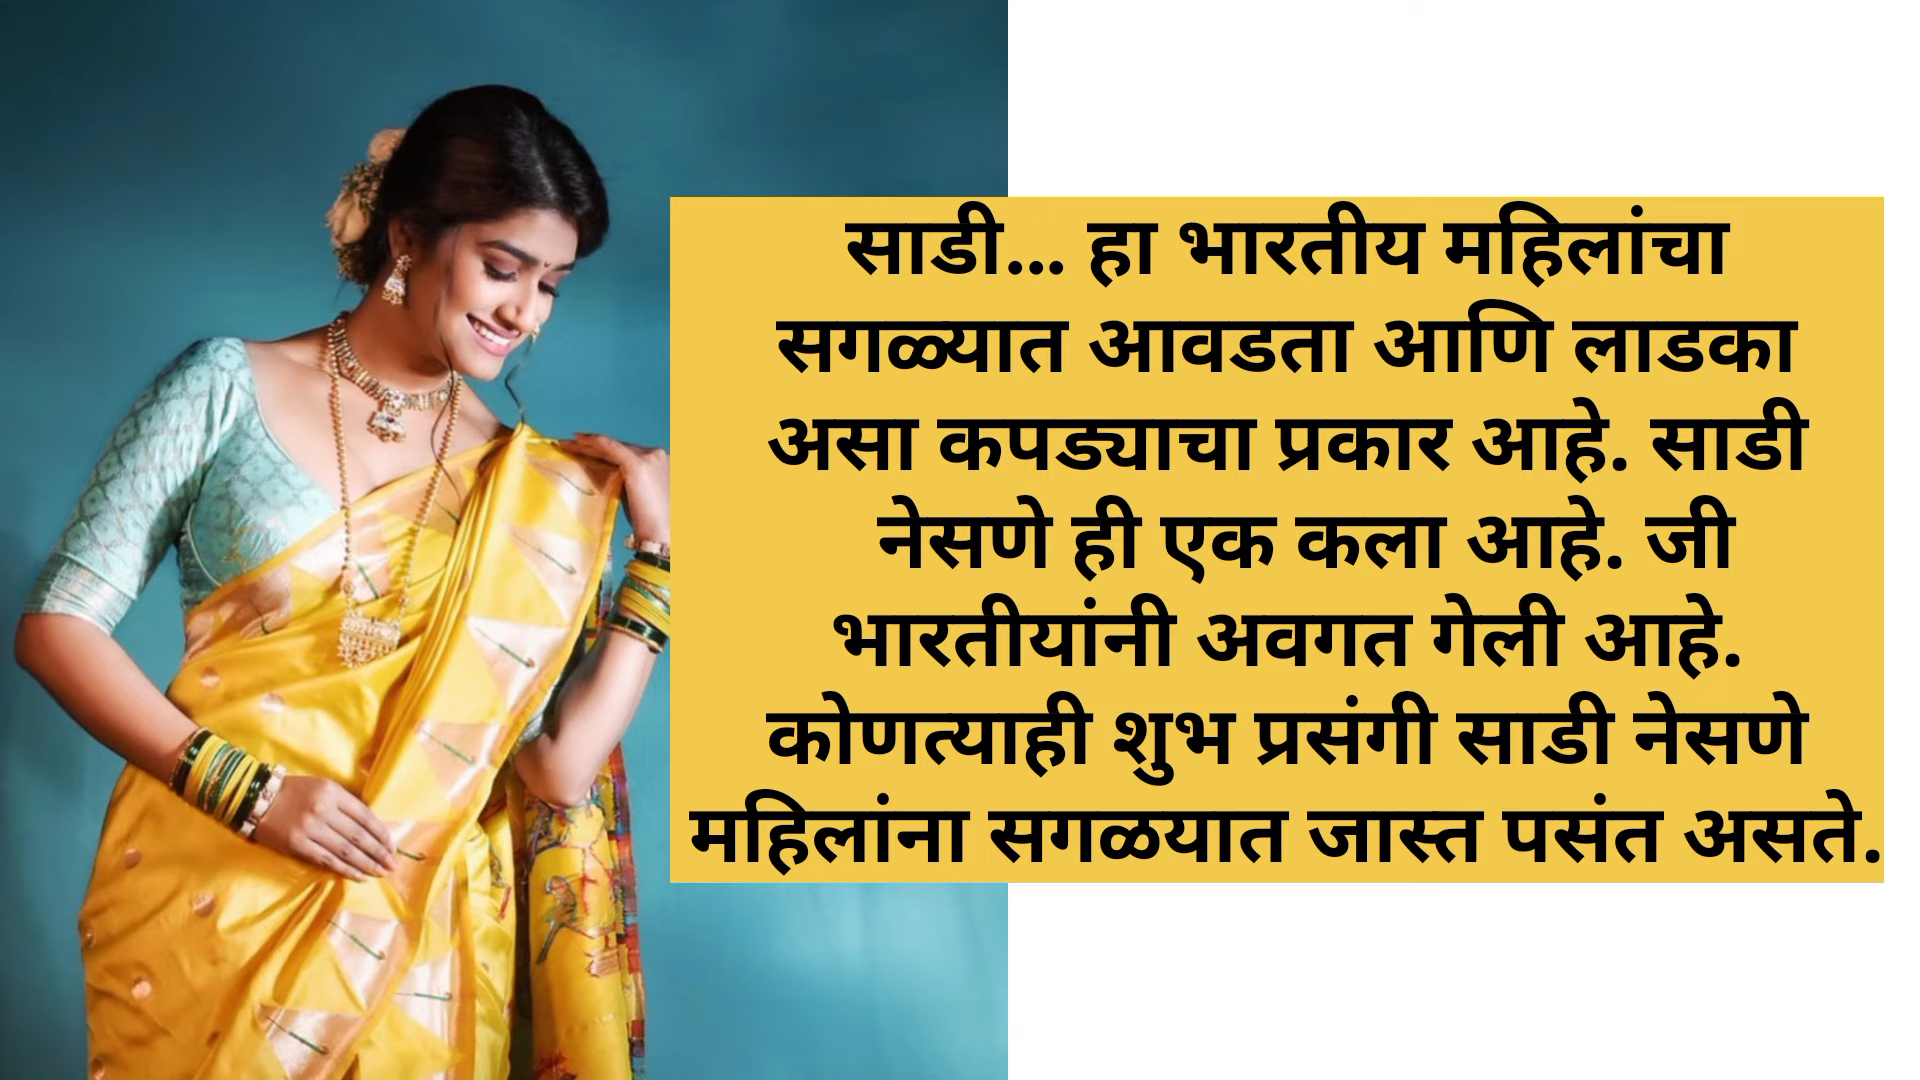 साडी... हा भारतीय महिलांचा
सगळ्यात आवडता आणि लाडका
असा कपड्याचा प्रकार आहे. साडी
नेसणे ही एक कला आहे. जी
भारतीयांनी अवगत गेली आहे.
कोणत्याही शुभ प्रसंगी साडी नेसणे
महिलांना सगळयात जास्त पसंत असते.